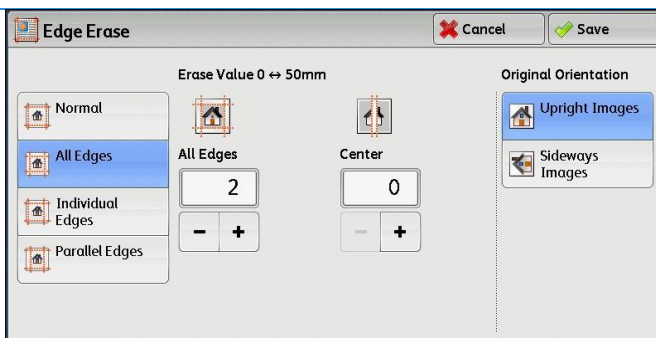 Edge Erase
Cancel
Save
Erase Value 0 ↔ 50mm
Original Orientation
Normal
All Edges
Individual
Edges
Parallel Edges
All Edges
2
- +
Center
0
- +
Upright Images
Sideways
Images